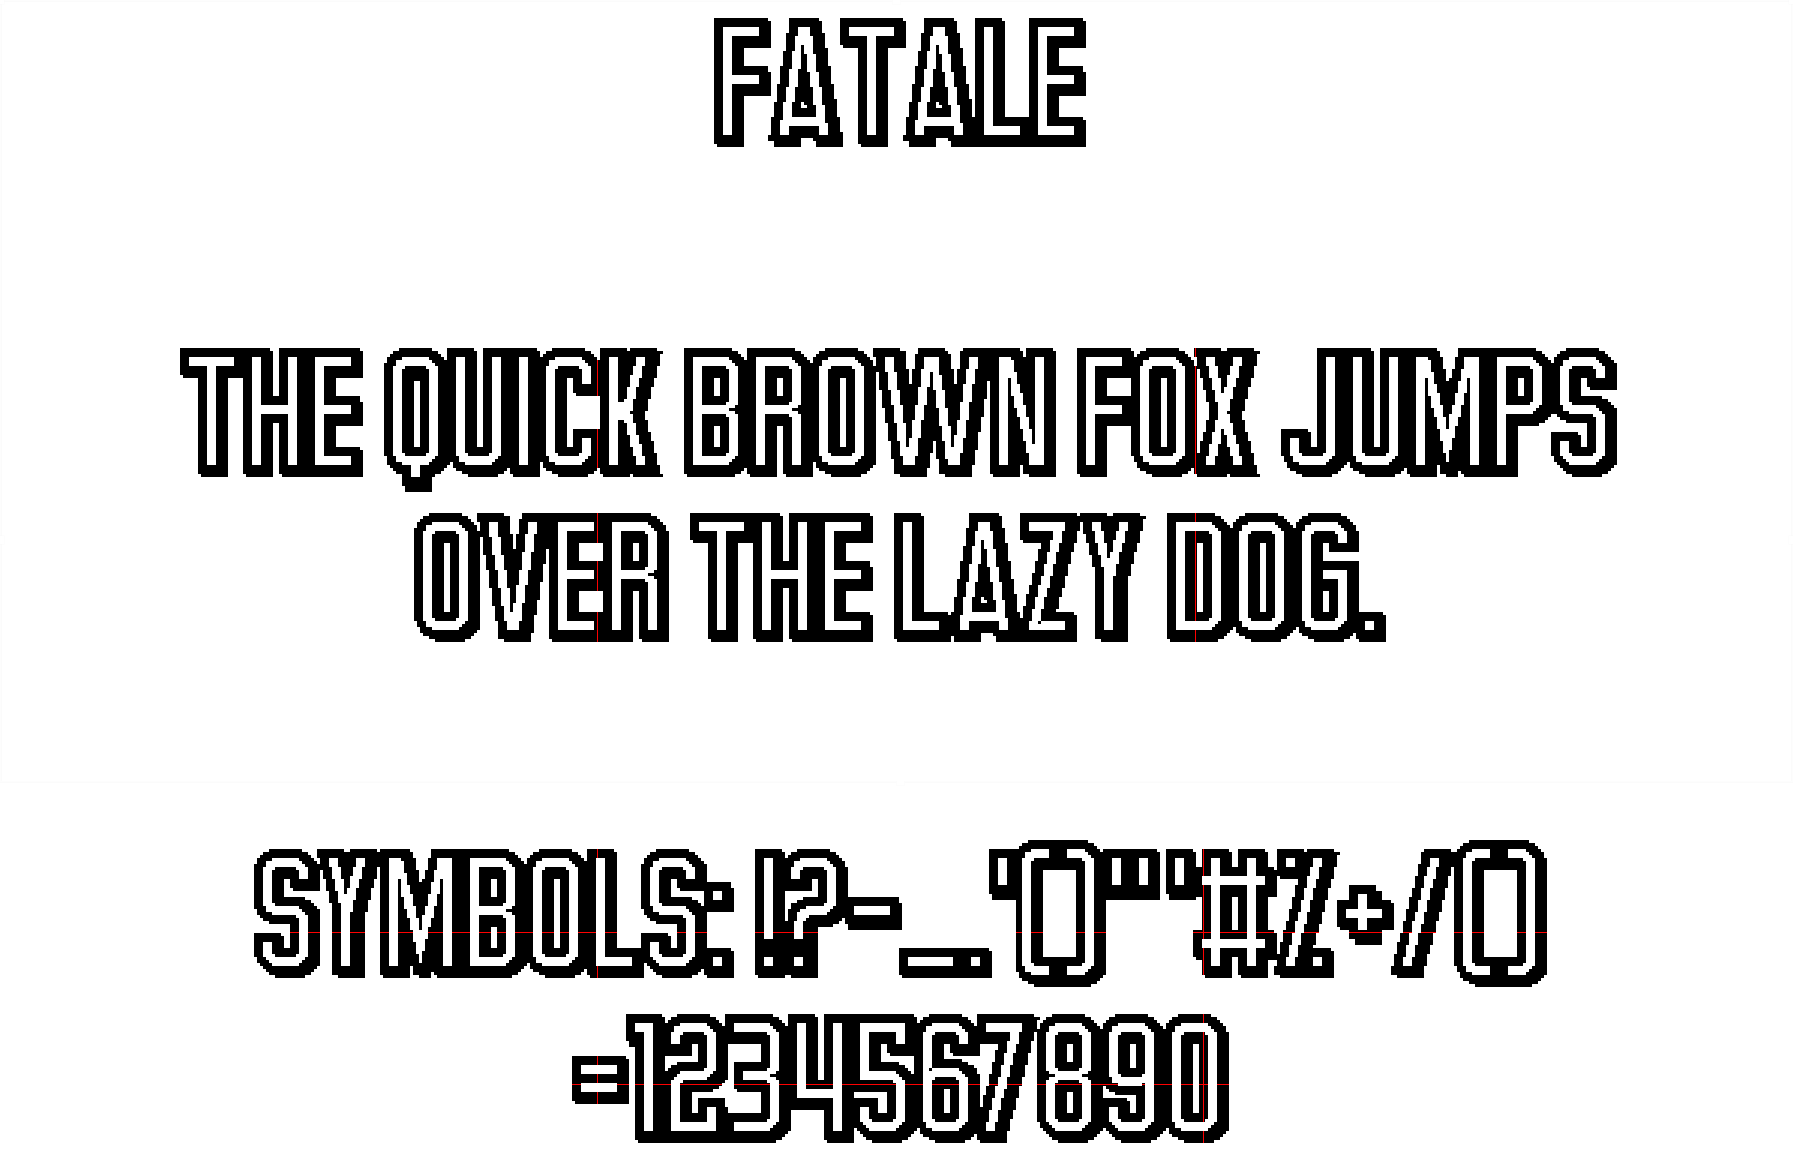 FATALE
THE QUICK BROWN FOX JUMPS
OVER THE LAZY DOG.
SYMBOLS: !?-_.'()"" '#%+/()
=1234567890